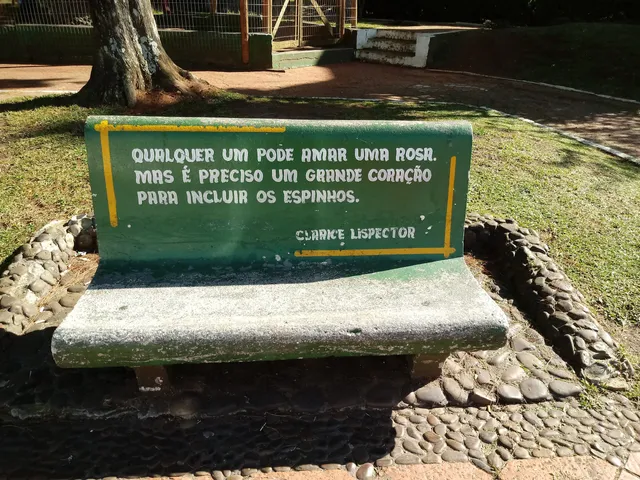 QUALQUER UM PODE AMAR UMA ROSA.
MAS É PRECISO UM GRANDE CORAÇÃO
PARA INCLUIR OS ESPINHOS.
CLARICE LISPECTOR